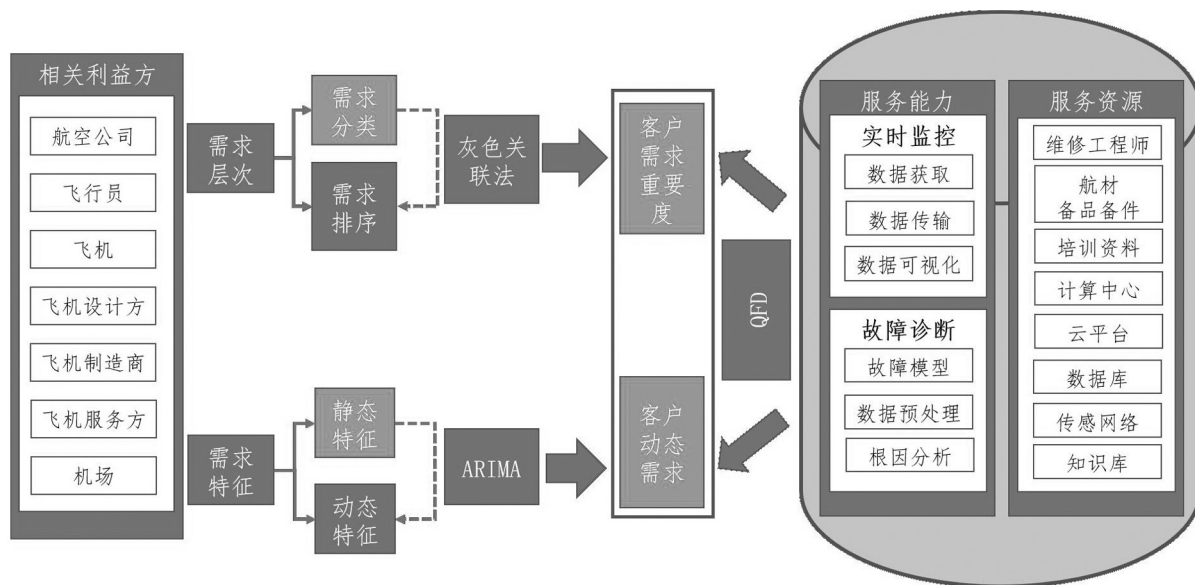 相关利益方
航空公司
飞行员
飞机
飞机设计方
飞机制造商
飞机服务方
机场
需求
层次
需求
分类
需求
排序
灰色关
联法
需求
特征
静态
特征
动态
特征
ARIMA
客户
需求
重要
度
客户
动态
需求
QFD
服务能力
实时监控
数据获取
数据传输
数据可视化
故障诊断
故障模型
数据预处理
根因分析
服务资源
维修工程师
航材
备品备件
培训资料
计算中心
云平台
数据库
传感网络
知识库